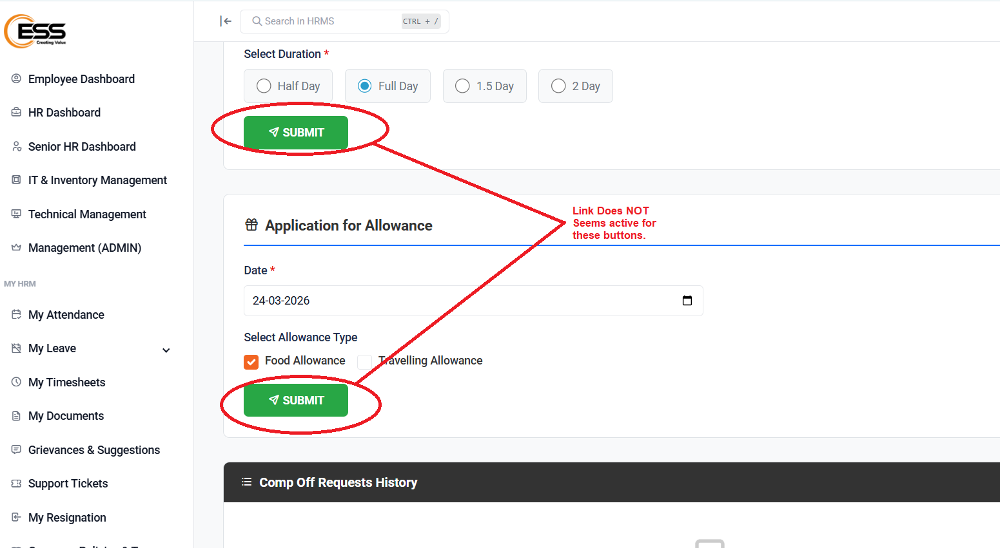 ESS
Creating Value
Search in HRMS
CTRL + /
Employee Dashboard
HR Dashboard
Senior HR Dashboard
IT & Inventory Management
Technical Management
Management (ADMIN)
MY HRM
My Attendance
My Leave
My Timesheets
My Documents
Grievances & Suggestions
Support Tickets
My Resignation
Select Duration *
Half Day
Full Day
1.5 Day
2 Day
SUBMIT
Link Does NOT
Seems active for
these buttons.
Application for Allowance
Date *
24-03-2026
Select Allowance Type
Food Allowance
Travelling Allowance
SUBMIT
Comp Off Requests History